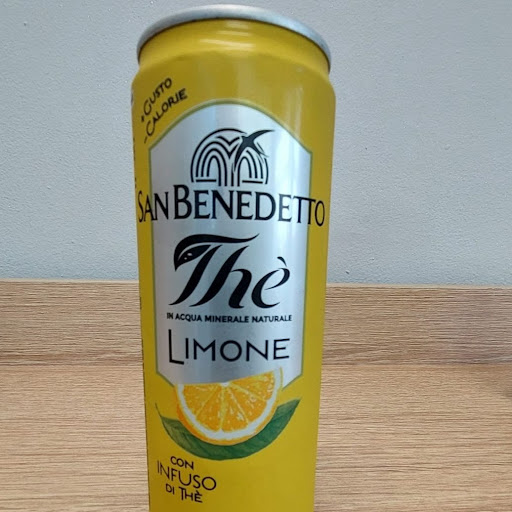 + GUSTO
- CALORIE
SAN BENEDETTO
Thè
IN ACQUA MINERALE NATURALE
LIMONE
CON
INFUSO
DI THÈ